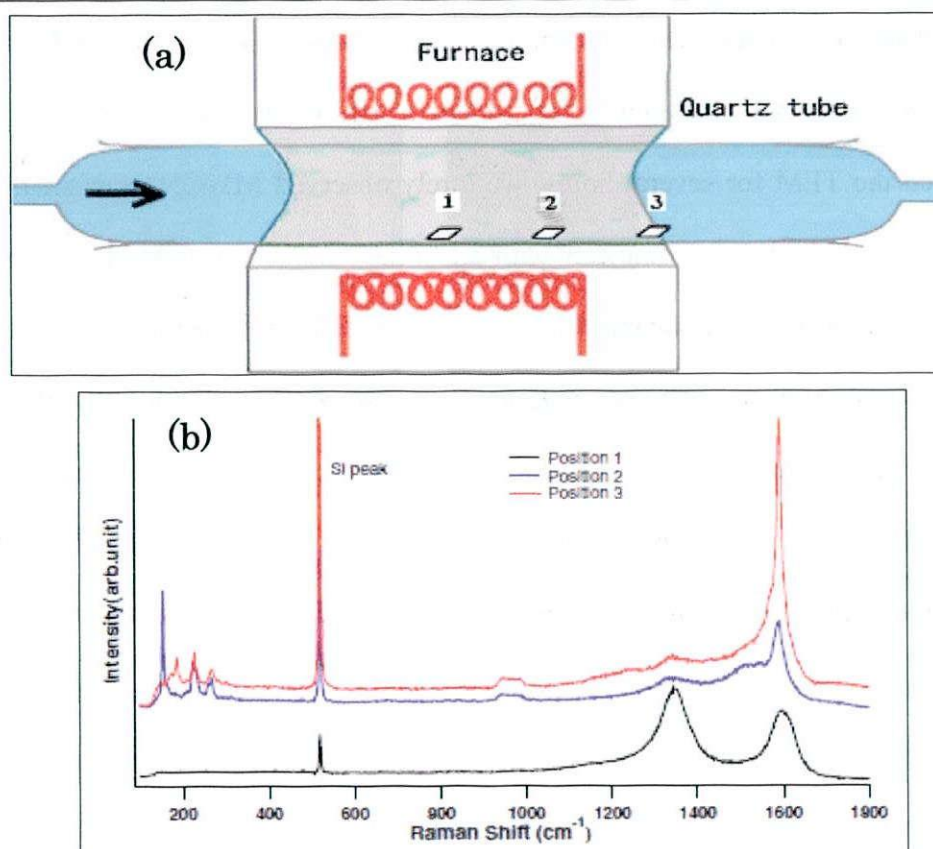 (a)
Furnace
Quartz tube
1 2 3
(b)
Si peak
Position 1
Position 2
Position 3
Intensity(arb.unit)
200 400 600 800 1000 1200 1400 1600 1800
Raman Shift (cm⁻¹)